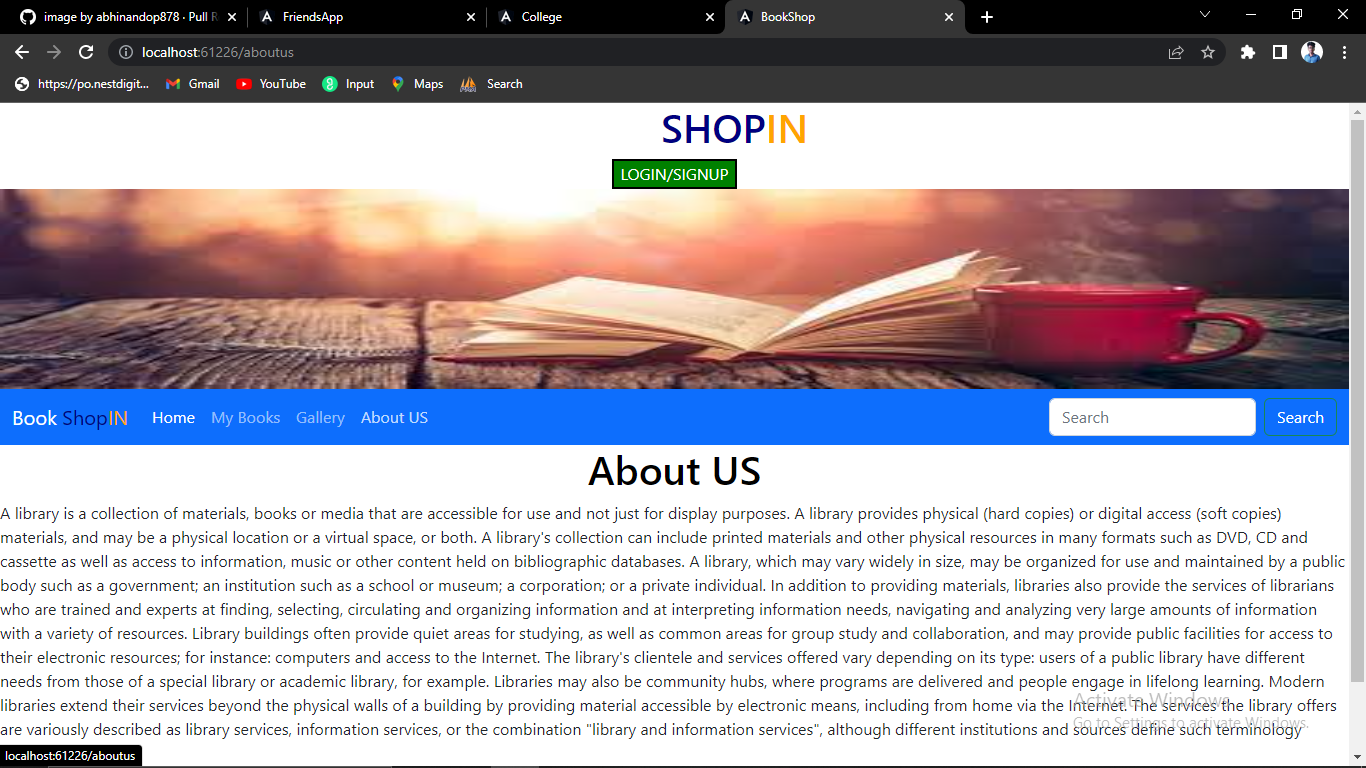 image by abhinandop878 · Pull R
FriendsApp
College
BookShop
localhost:61226/aboutus
https://po.nestdigit...
Gmail
YouTube
Input
Maps
Search
SHOPIN
LOGIN/SIGNUP
Book ShopIN
Home
My Books
Gallery
About US
Search
Search
About US
A library is a collection of materials, books or media that are accessible for use and not just for display purposes. A library provides physical (hard copies) or digital access (soft copies)
materials, and may be a physical location or a virtual space, or both. A library's collection can include printed materials and other physical resources in many formats such as DVD, CD and
cassette as well as access to information, music or other content held on bibliographic databases. A library, which may vary widely in size, may be organized for use and maintained by a public
body such as a government; an institution such as a school or museum; a corporation; or a private individual. In addition to providing materials, libraries also provide the services of librarians
who are trained and experts at finding, selecting, circulating and organizing information and at interpreting information needs, navigating and analyzing very large amounts of information
with a variety of resources. Library buildings often provide quiet areas for studying, as well as common areas for group study and collaboration, and may provide public facilities for access to
their electronic resources; for instance: computers and access to the Internet. The library's clientele and services offered vary depending on its type: users of a public library have different
needs from those of a special library or academic library, for example. Libraries may also be community hubs, where programs are delivered and people engage in lifelong learning. Modern
libraries extend their services beyond the physical walls of a building by providing material accessible by electronic means, including from home via the Internet. The services the library offers
are variously described as library services, information services, or the combination "library and information services", although different institutions and sources define such terminology
Activate Windows
Go to Settings to activate Windows.
localhost:61226/aboutus